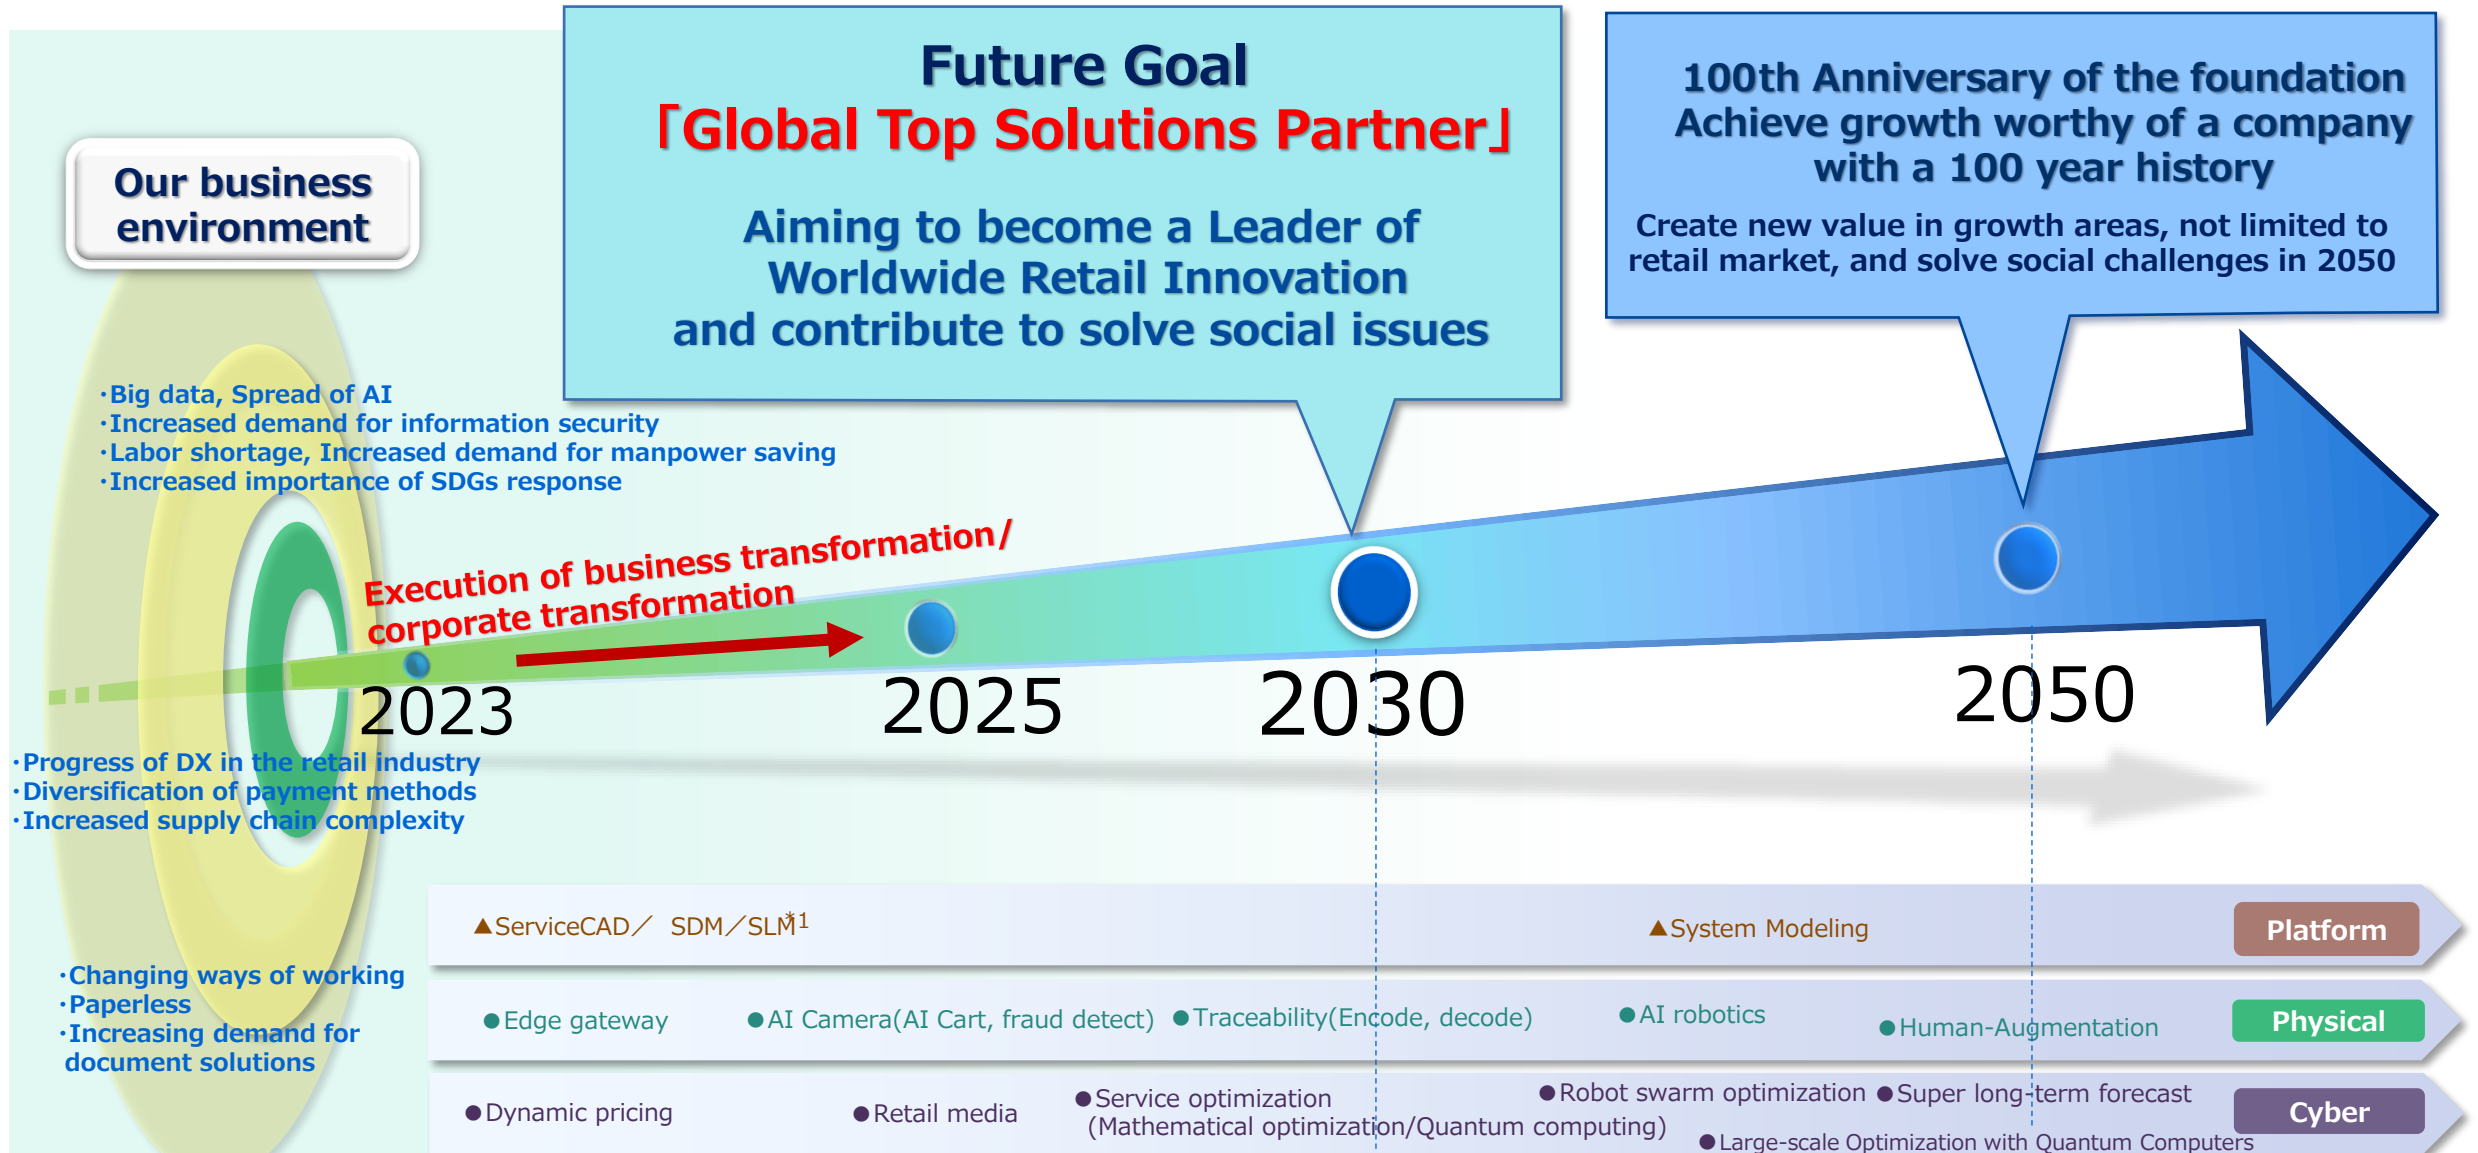 Future Goal
「Global Top Solutions Partner」
Aiming to become a Leader of
Worldwide Retail Innovation
and contribute to solve social issues
100th Anniversary of the foundation
Achieve growth worthy of a company
with a 100 year history
Create new value in growth areas, not limited to
retail market, and solve social challenges in 2050
Our business
environment
・Big data, Spread of AI
・Increased demand for information security
・Labor shortage, Increased demand for manpower saving
・Increased importance of SDGs response
Execution of business transformation/
corporate transformation
2023
2025
2030
2050
・Progress of DX in the retail industry
・Diversification of payment methods
・Increased supply chain complexity
・Changing ways of working
・Paperless
・Increasing demand for
document solutions
▲ServiceCAD／ SDM／SLM*1
▲System Modeling
Platform
●Edge gateway
●AI Camera(AI Cart, fraud detect)
●Traceability(Encode, decode)
●AI robotics
●Human-Augmentation
Physical
●Dynamic pricing
●Retail media
●Service optimization
(Mathematical optimization/Quantum computing)
●Robot swarm optimization
●Super long-term forecast
●Large-scale Optimization with Quantum Computers
Cyber